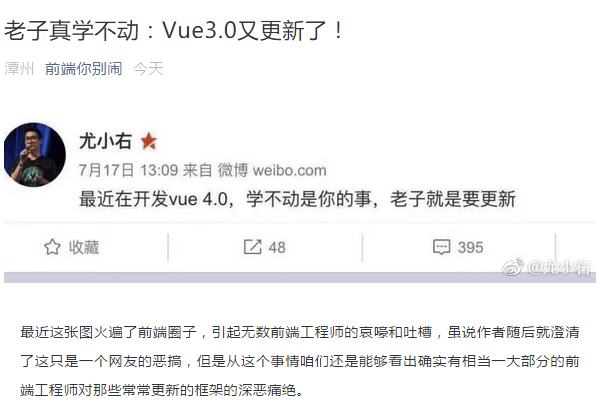 老子真学不动：Vue3.0又更新了！
潭州 前端你别闹 今天
尤小右
7月17日 13:09 来自 微博 weibo.com
最近在开发vue 4.0，学不动是你的事，老子就是要更新
收藏 48 395
@尤小右
最近这张图火遍了前端圈子，引起无数前端工程师的哀嚎和吐槽，虽说作者随后就澄清
了这只是一个网友的恶搞，但是从这个事情咱们还是能够看出确实有相当一大部分的前
端工程师对那些常常更新的框架的深恶痛绝。